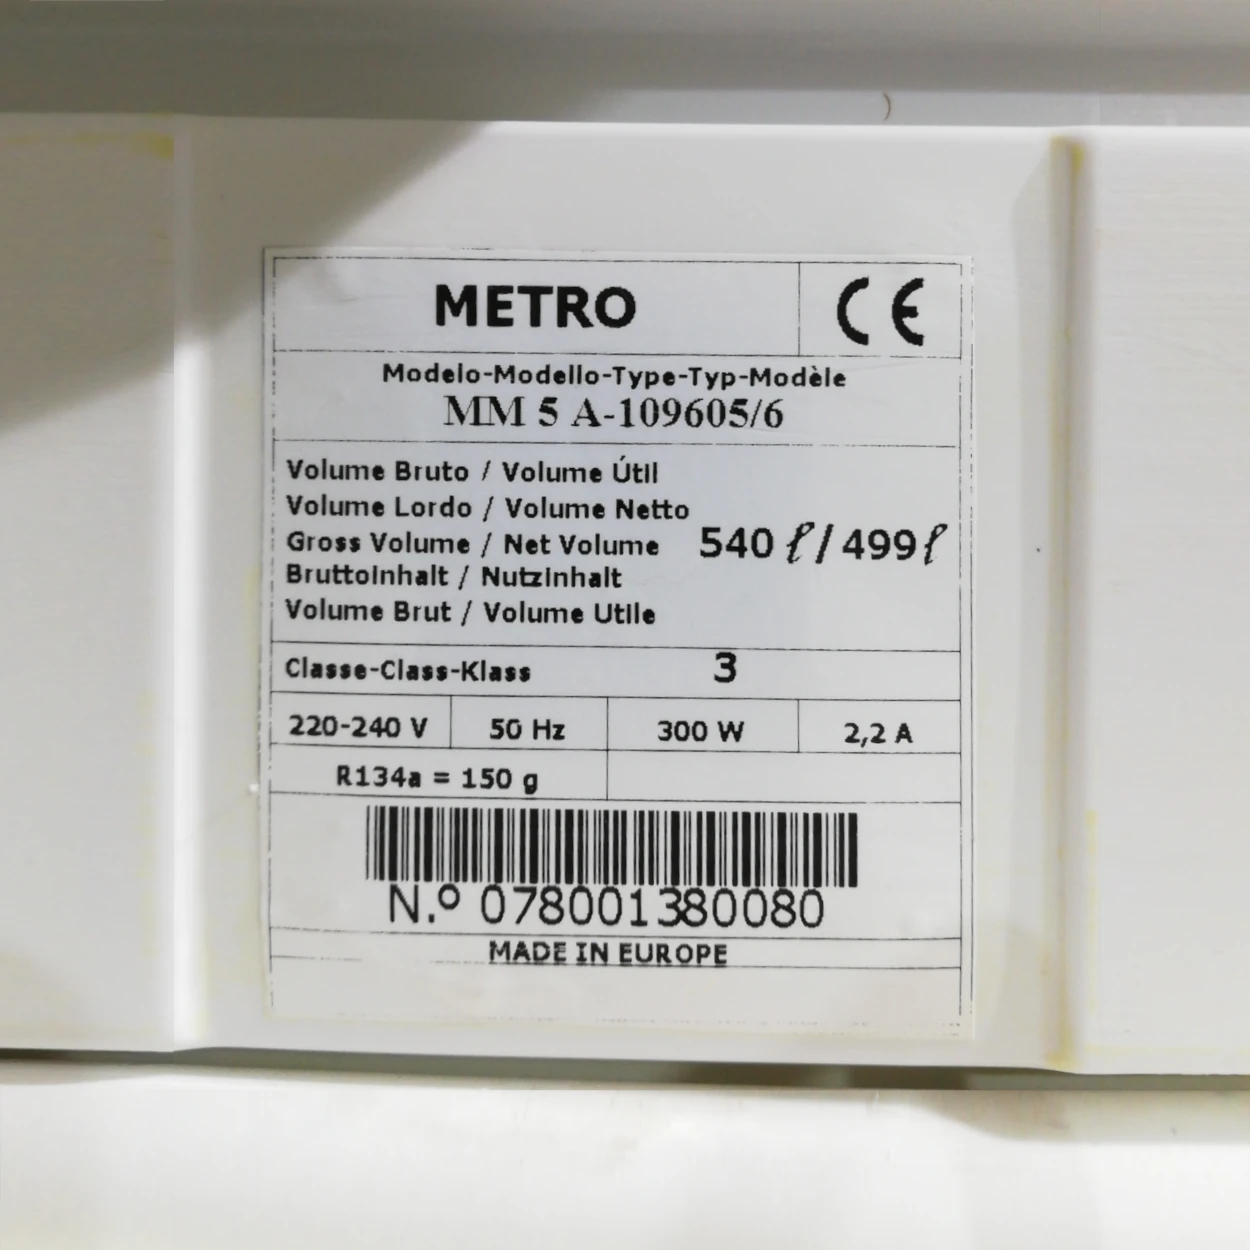 METRO CE
Modelo-Modello-Type-Typ-Modèle
MM 5 A-109605/6
Volume Bruto / Volume Útil
Volume Lordo / Volume Netto
Gross Volume / Net Volume 540 ℓ / 499 ℓ
Bruttoinhalt / Nutzinhalt
Volume Brut / Volume Utile
Classe-Class-Klass 3
220-240 V 50 Hz 300 W 2,2 A
R134a = 150 g
N.º 078001380080
MADE IN EUROPE